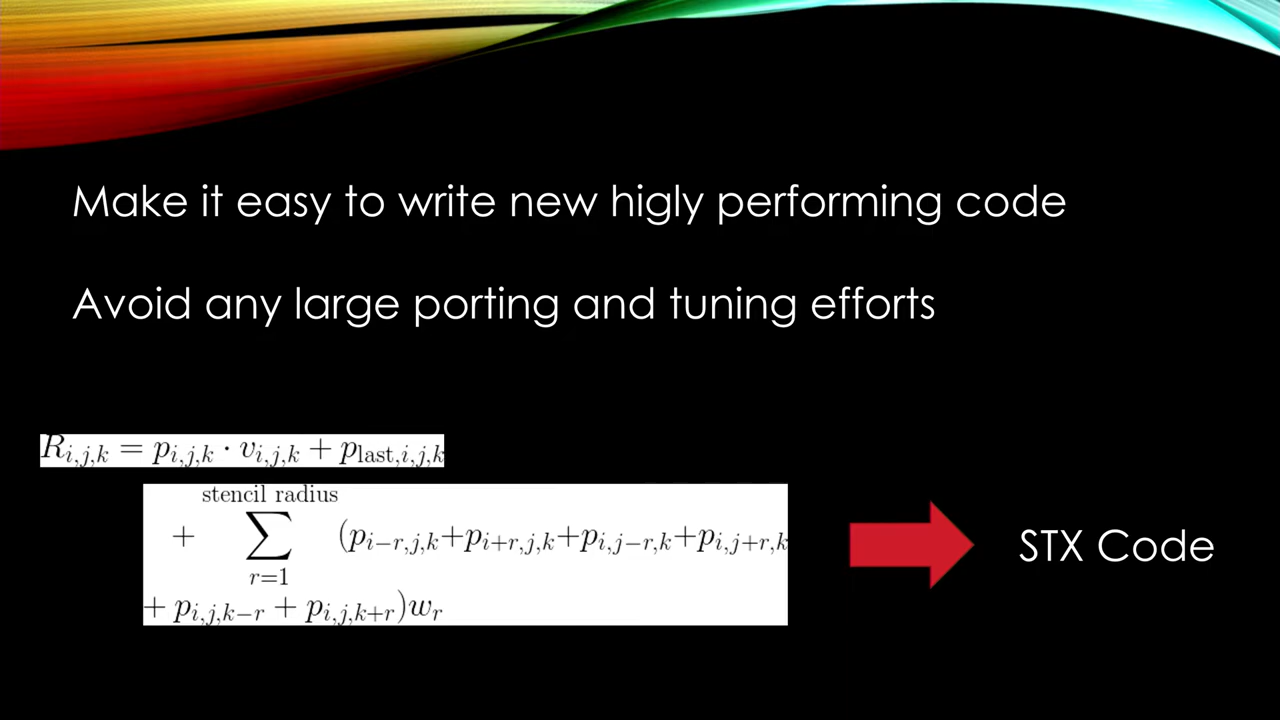 Make it easy to write new higly performing code
Avoid any large porting and tuning efforts
R_{i,j,k} = p_{i,j,k} · v_{i,j,k} + p_{last,i,j,k}
+ \sum_{r=1}^{stencil radius} (p_{i−r,j,k}+p_{i+r,j,k}+p_{i,j−r,k}+p_{i,j+r,k}
+ p_{i,j,k−r} + p_{i,j,k+r})w_r
STX Code